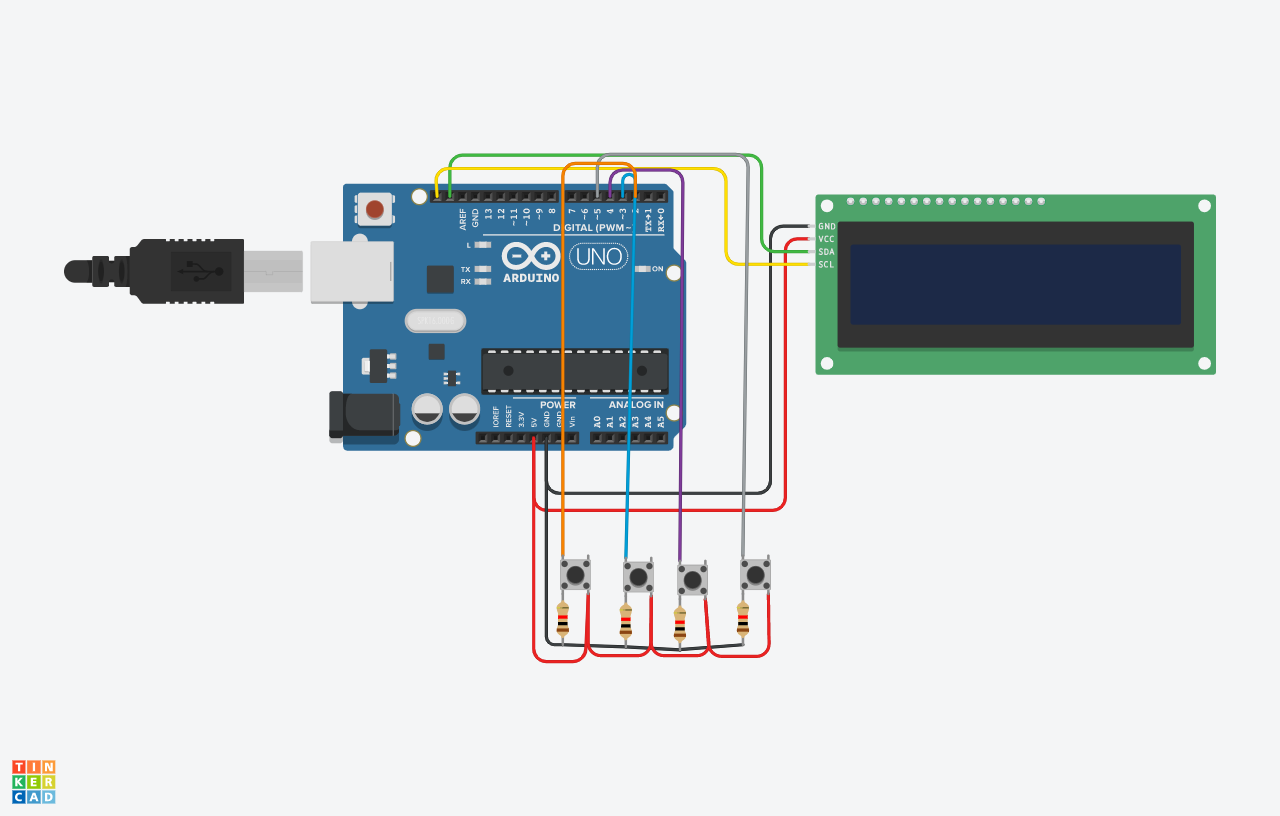 AREF
GND
13
12
~11
~10
~9
8
7
~6
~5
4
~3
TX→1
RX←0
DIGITAL (PWM~
L
TX
RX
ARDUINO
UNO
ON
GND
VCC
SDA
SCL
POWER
ANALOG IN
IOREF
RESET
3.3V
5V
GND
GND
Vin
A0
A1
A2
A3
A4
A5
TIN
KER
CAD